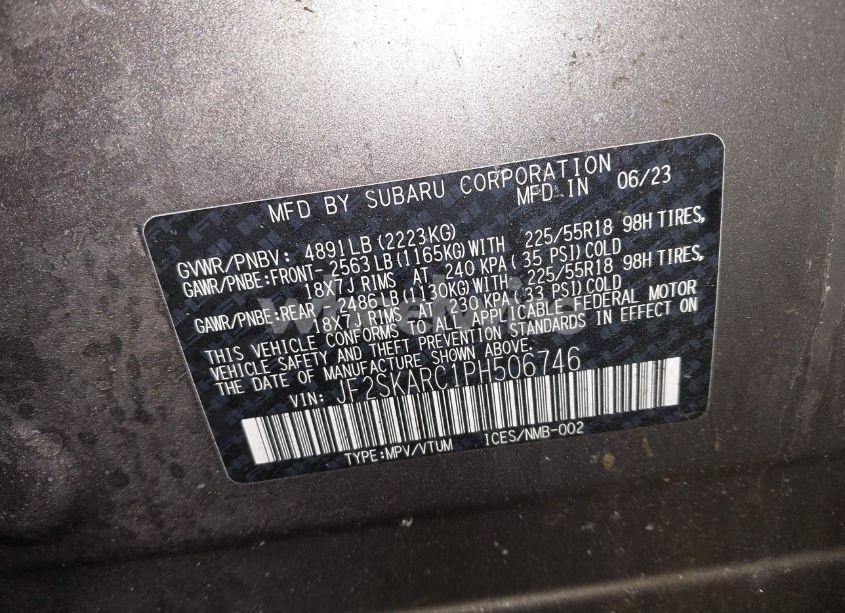 MFD BY SUBARU CORPORATION
MFD IN 06/23
GVWR/PNBV: 4891LB(2223KG)
GAWR/PNBE:FRONT- 2563LB(1165KG)WITH 225/55R18 98H TIRES,
18X7J RIMS AT 240 KPA(35 PSI)COLD
GAWR/PNBE:REAR - 2486LB(1130KG)WITH 225/55R18 98H TIRES,
18X7J RIMS AT 230 KPA(33 PSI)COLD
THIS VEHICLE CONFORMS TO ALL APPLICABLE FEDERAL MOTOR
VEHICLE SAFETY AND THEFT PREVENTION STANDARDS IN EFFECT ON
THE DATE OF MANUFACTURE SHOWN ABOVE.
VIN: JF2SKARC1PH506746
TYPE:MPV/VTUM ICES/NMB-002